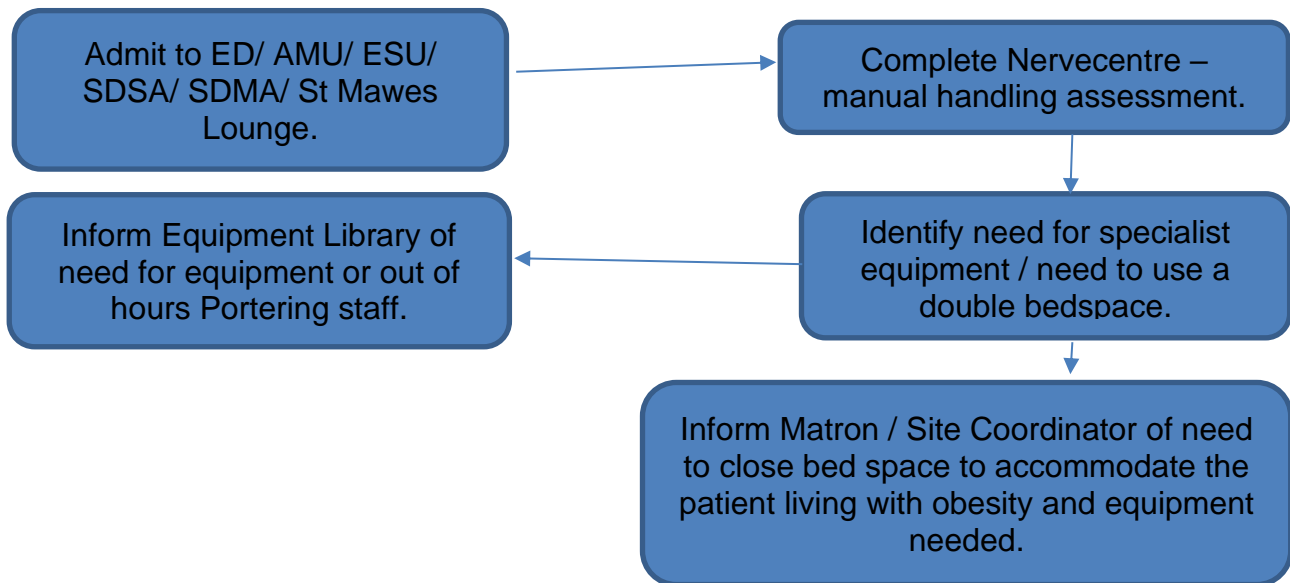 Admit to ED/ AMU/ ESU/
SDSA/ SDMA/ St Mawes
Lounge.
Complete Nervecentre –
manual handling assessment.
Identify need for specialist
equipment / need to use a
double bedspace.
Inform Equipment Library of
need for equipment or out of
hours Portering staff.
Inform Matron / Site Coordinator of need
to close bed space to accommodate the
patient living with obesity and equipment
needed.